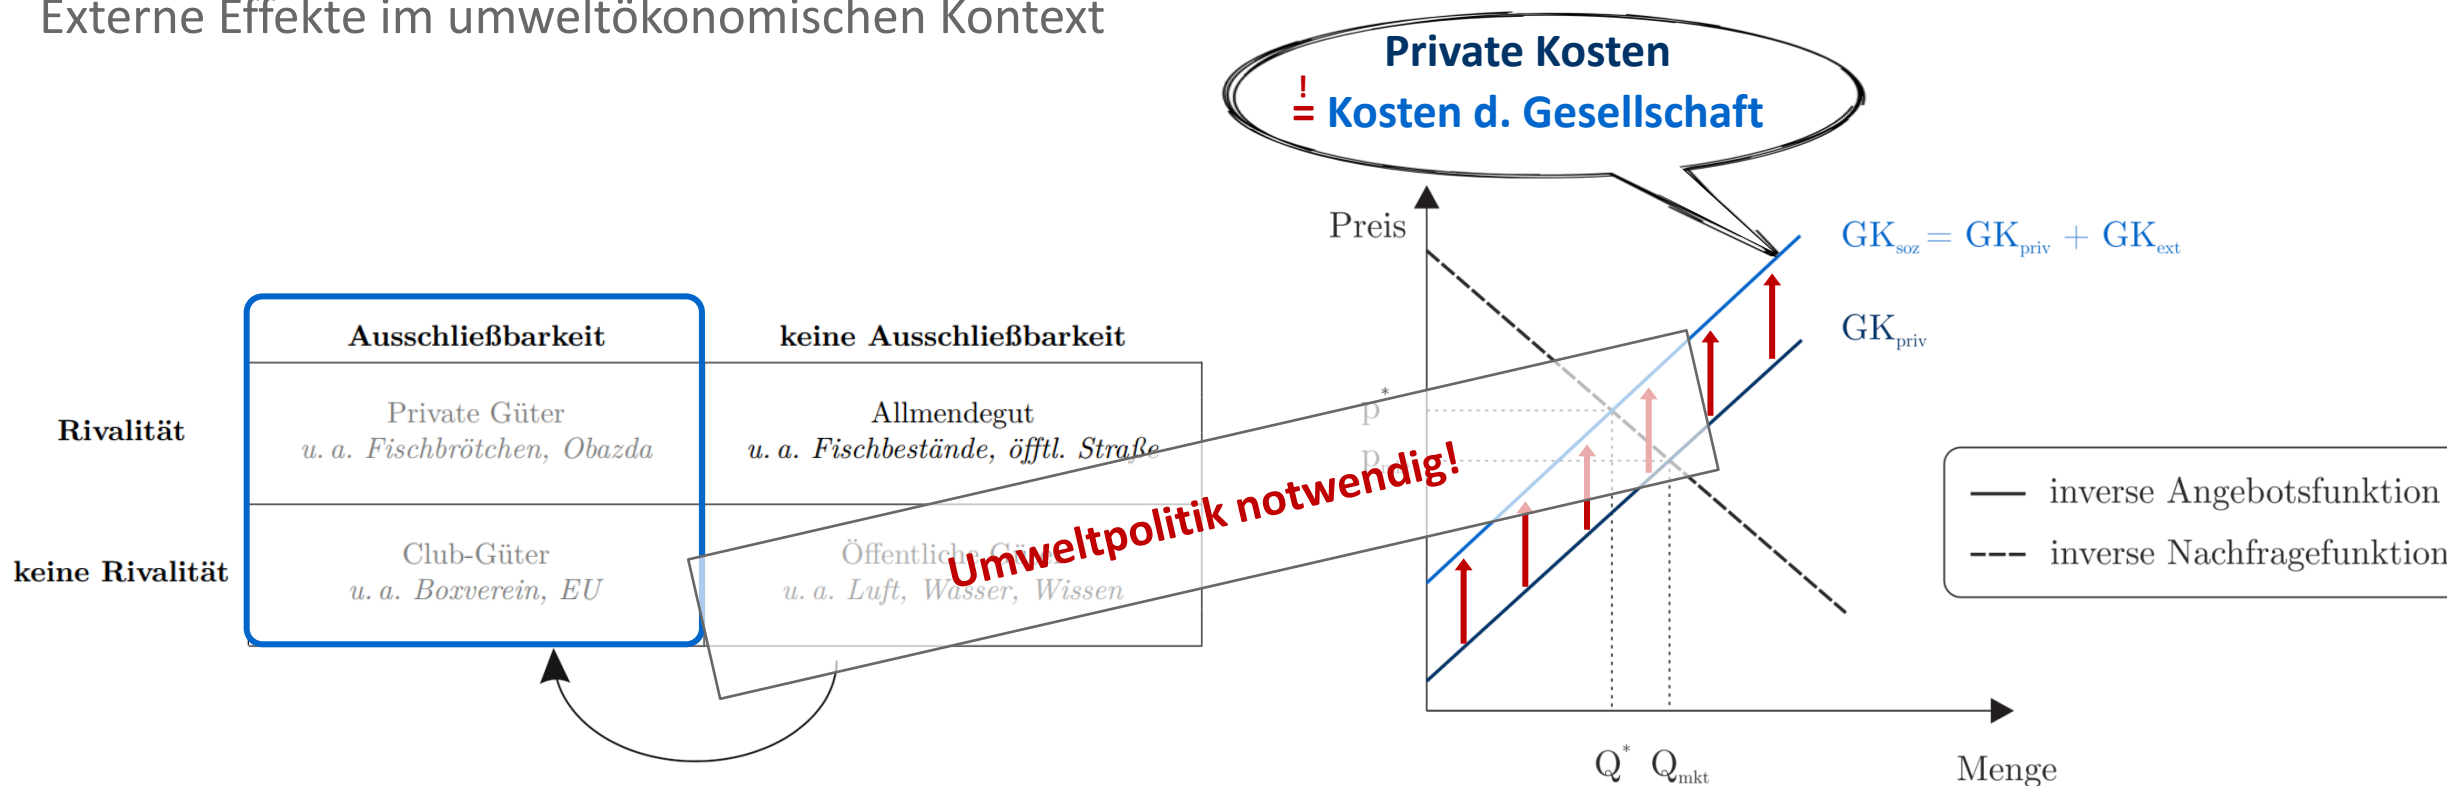 Externe Effekte im umweltökonomischen Kontext
Private Kosten
!
= Kosten d. Gesellschaft
Ausschließbarkeit
keine Ausschließbarkeit
Rivalität
Private Güter
u. a. Fischbrötchen, Obazda
Allmendegut
u. a. Fischbestände, öfftl. Straße
keine Rivalität
Club-Güter
u. a. Boxverein, EU
Öffentliche Güter
u. a. Luft, Wasser, Wissen
Umweltpolitik notwendig!
Preis
p*
p
GKsoz = GKpriv + GKext
GKpriv
Q* Qmkt
Menge
inverse Angebotsfunktion
inverse Nachfragefunktion